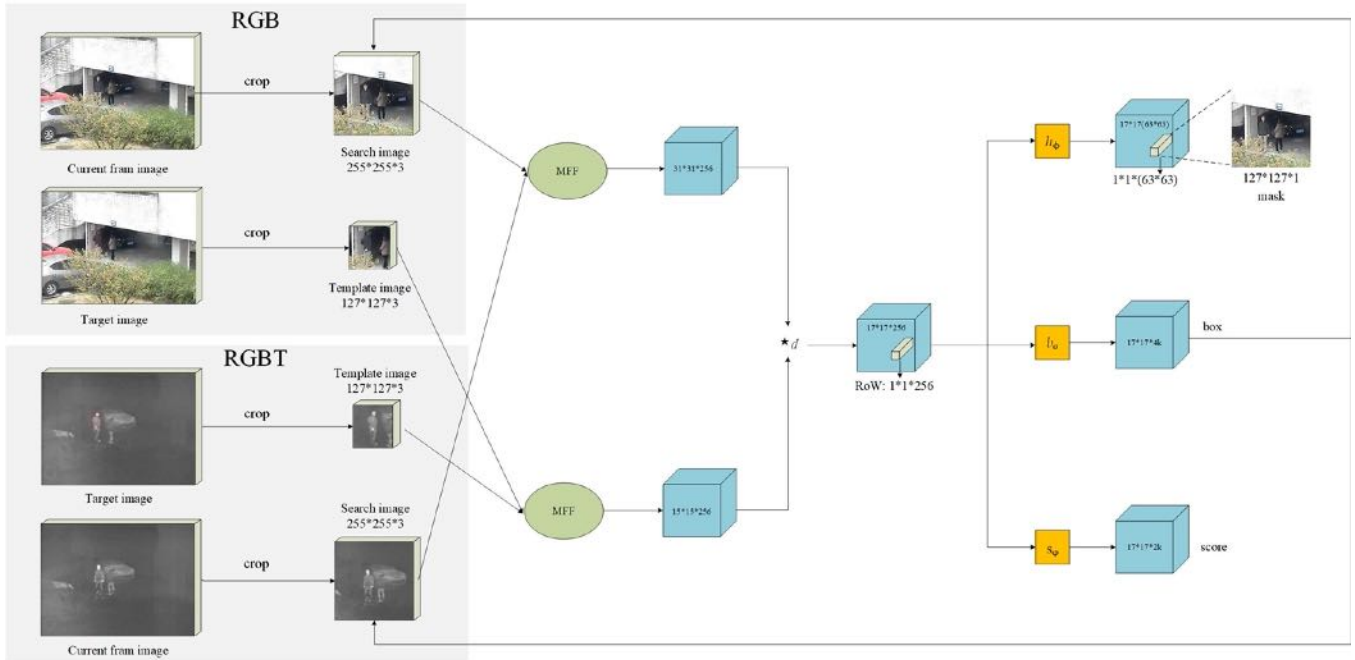 RGB
crop
Current fram image
Search image
255*255*3
crop
Target image
Template image
127*127*3
RGBT
Template image
127*127*3
crop
Target image
Search image
255*255*3
crop
Current fram image
MFF
31*31*256
MFF
15*15*256
★d
17*17*256
RoW: 1*1*256
hϕ
17*17(63*63)
1*1*(63*63)
127*127*1
mask
17*17*4k
box
17*17*2k
score